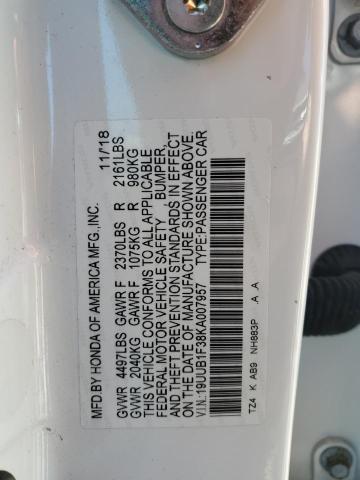 MFD.BY HONDA OF AMERICA MFG.,INC. 11/18
GVWR 4497LBS GAWR F 2370LBS R 2161LBS
GVWR 2040KG GAWR F 1075KG R 980KG
THIS VEHICLE CONFORMS TO ALL APPLICABLE
FEDERAL MOTOR VEHICLE SAFETY , BUMPER,
AND THEFT PREVENTION STANDARDS IN EFFECT
ON THE DATE OF MANUFACTURE SHOWN ABOVE.
V.I.N.:19UUB1F38KA007957 TYPE:PASSENGER CAR
TZ4 K AB9 NH883P A A